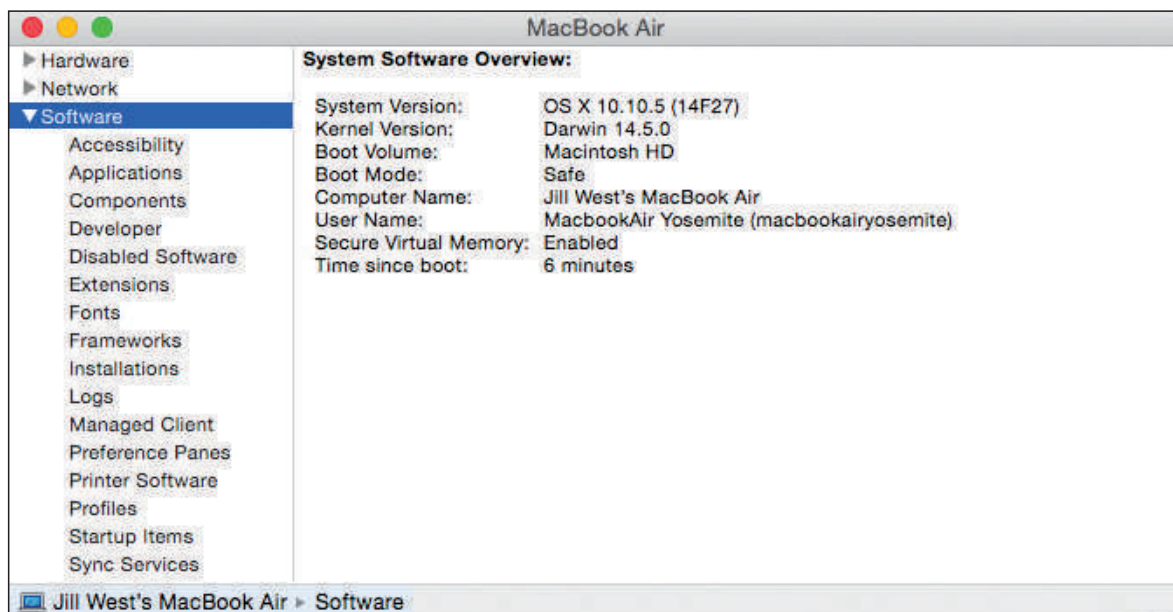 MacBook Air
Hardware
Network
Software
Accessibility
Applications
Components
Developer
Disabled Software
Extensions
Fonts
Frameworks
Installations
Logs
Managed Client
Preference Panes
Printer Software
Profiles
Startup Items
Sync Services
System Software Overview:
System Version: OS X 10.10.5 (14F27)
Kernel Version: Darwin 14.5.0
Boot Volume: Macintosh HD
Boot Mode: Safe
Computer Name: Jill West's MacBook Air
User Name: MacbookAir Yosemite (macbookairyosemite)
Secure Virtual Memory: Enabled
Time since boot: 6 minutes
Jill West's MacBook Air ▸ Software